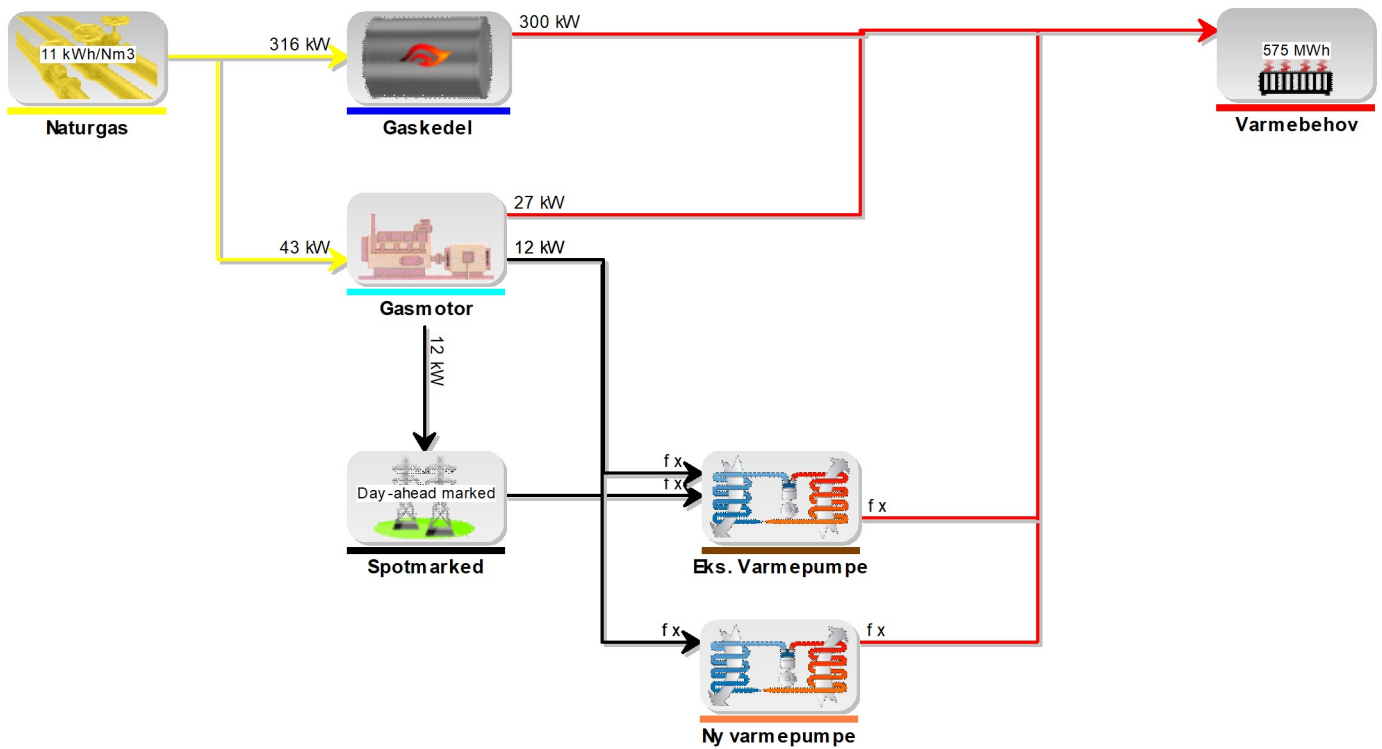 11 kWh/Nm3
Naturgas
316 kW
Gaskedel
300 kW
575 MWh
Varmebehov
43 kW
Gasmotor
27 kW
12 kW
12 kW
Day-ahead marked
Spotmarked
f x
f x
Eks. Varmepumpe
f x
f x
Ny varmepumpe
f x